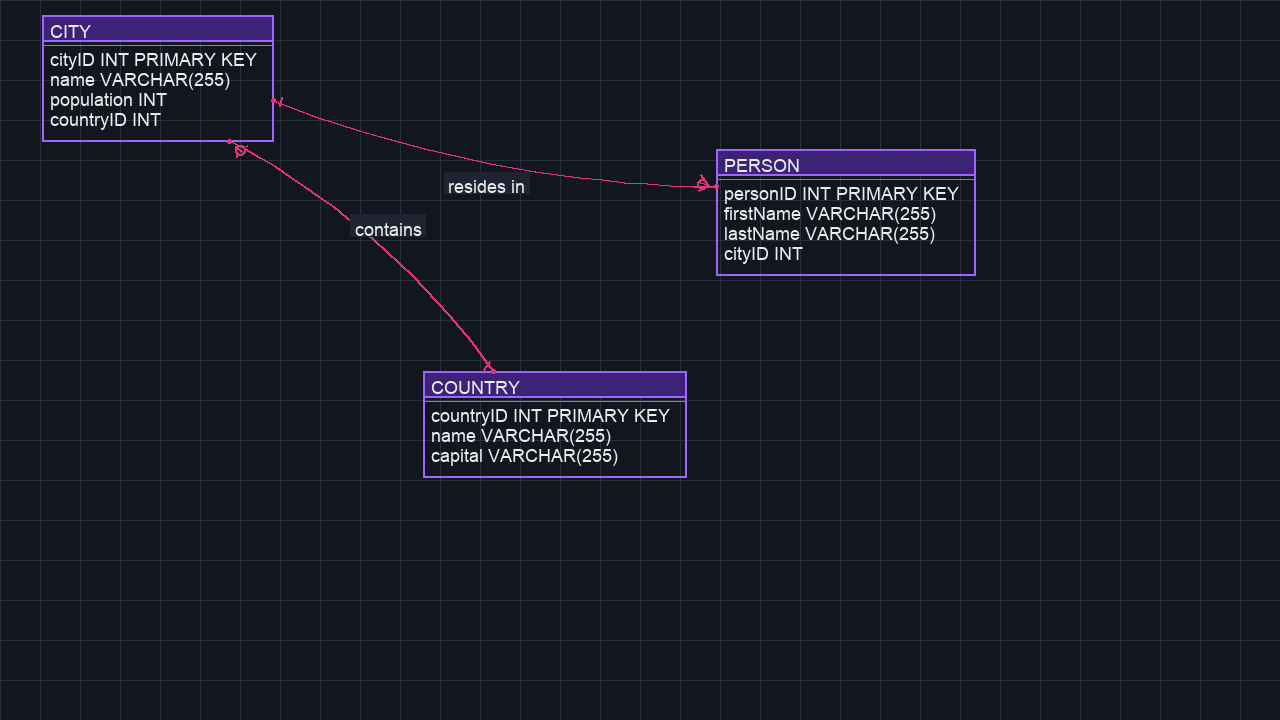 CITY
cityID INT PRIMARY KEY
name VARCHAR(255)
population INT
countryID INT
resides in
PERSON
personID INT PRIMARY KEY
firstName VARCHAR(255)
lastName VARCHAR(255)
cityID INT
contains
COUNTRY
countryID INT PRIMARY KEY
name VARCHAR(255)
capital VARCHAR(255)